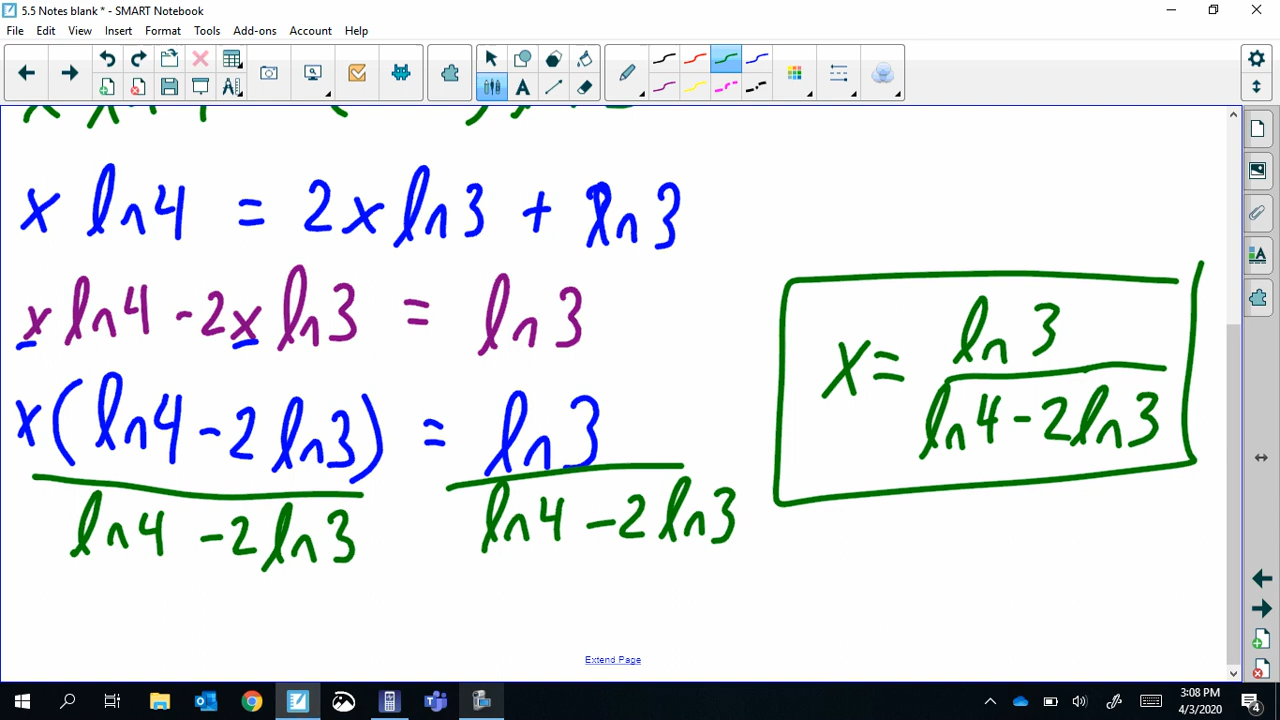 5.5 Notes blank * - SMART Notebook
File Edit View Insert Format Tools Add-ons Account Help
x ln4 = 2x ln3 + ln3
x ln4 - 2x ln3 = ln3
x(ln4 - 2 ln3) = ln3
ln4 - 2 ln3 ln4 - 2 ln3
x = ln3
ln4 - 2 ln3
Extend Page
3:08 PM
4/3/2020
4